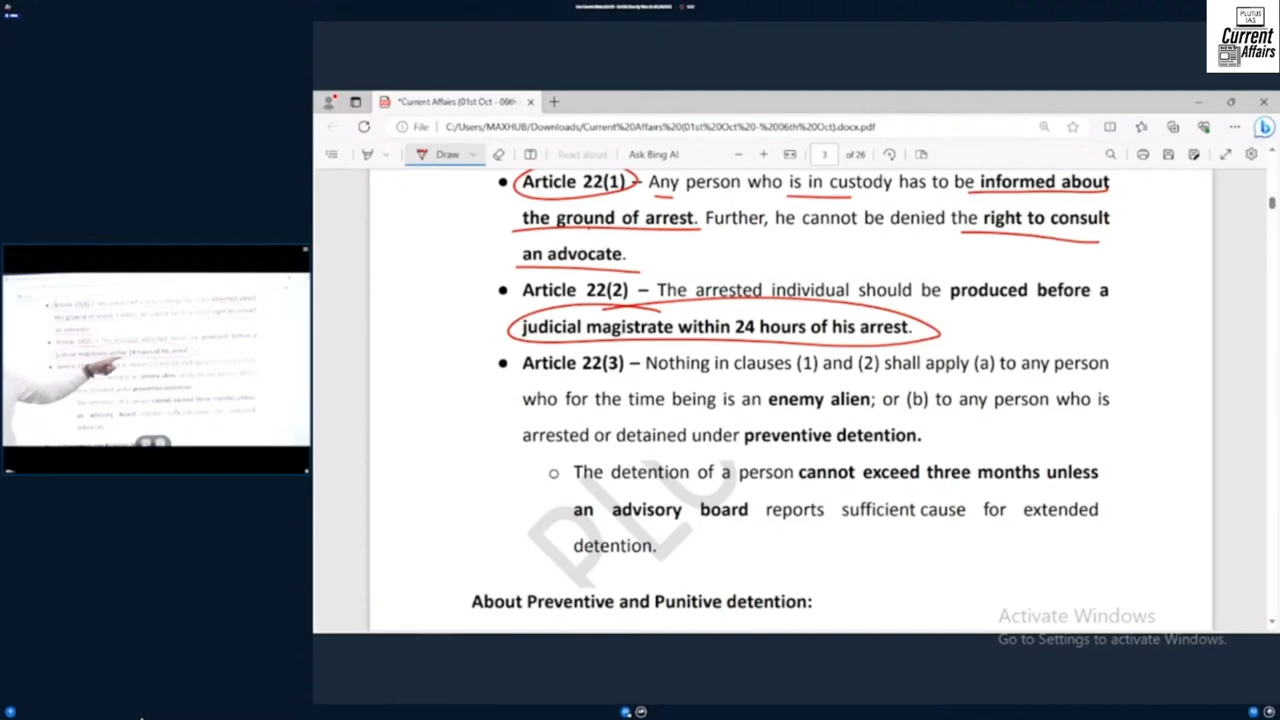 PLUTUS
IAS
Current
NEWS
Affairs
*Current Affairs (01st Oct - 06th
File
C:/Users/MAXHUB/Downloads/Current%20Affairs%20(01st%20Oct%20-%2006th%20Oct).docx.pdf
Draw
Read aloud
Ask Bing AI
3
of 26
• Article 22(1) – Any person who is in custody has to be informed about
the ground of arrest. Further, he cannot be denied the right to consult
an advocate.
• Article 22(2) – The arrested individual should be produced before a
judicial magistrate within 24 hours of his arrest.
• Article 22(3) – Nothing in clauses (1) and (2) shall apply (a) to any person
who for the time being is an enemy alien; or (b) to any person who is
arrested or detained under preventive detention.
o The detention of a person cannot exceed three months unless
an advisory board reports sufficient cause for extended
detention.
About Preventive and Punitive detention:
Activate Windows
Go to Settings to activate Windows.